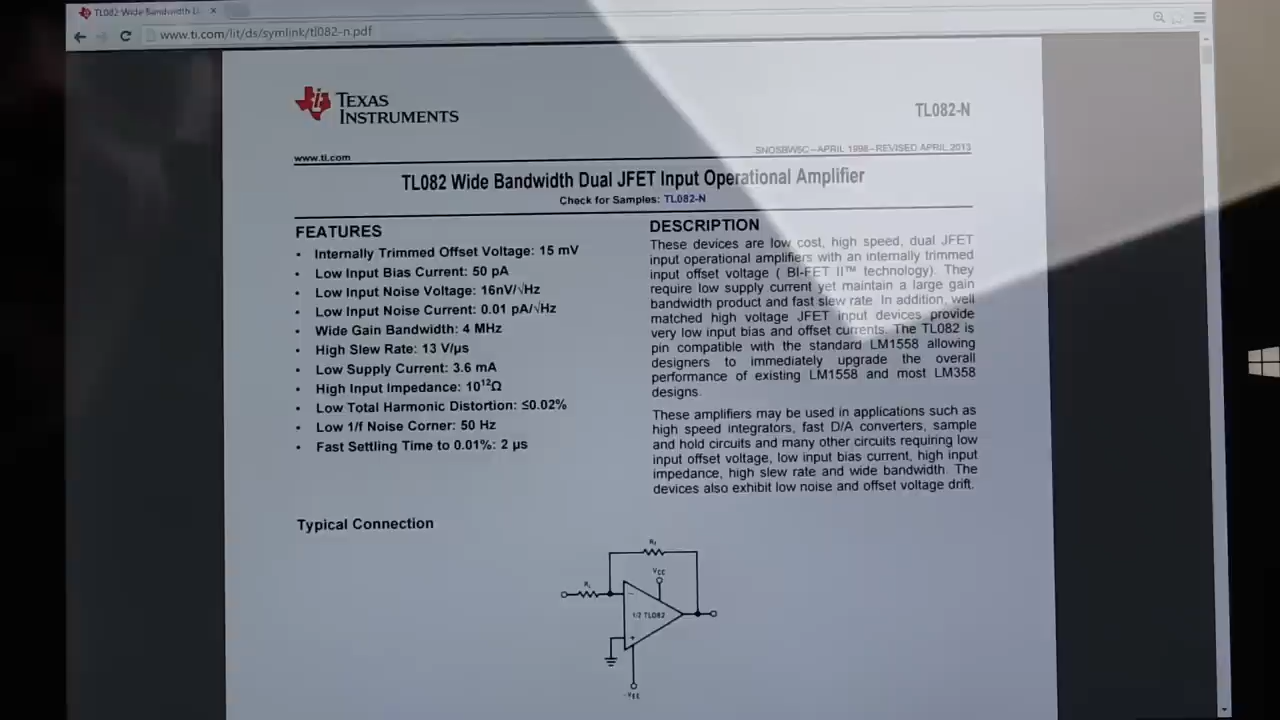 TL082 Wide Bandwidth
www.ti.com/lit/ds/symlink/tl082-n.pdf
TEXAS
INSTRUMENTS
TL082-N
www.ti.com
SNOSBW5C – APRIL 1998 – REVISED APRIL 2013
TL082 Wide Bandwidth Dual JFET Input Operational Amplifier
Check for Samples: TL082-N
FEATURES
• Internally Trimmed Offset Voltage: 15 mV
• Low Input Bias Current: 50 pA
• Low Input Noise Voltage: 16nV/√Hz
• Low Input Noise Current: 0.01 pA/√Hz
• Wide Gain Bandwidth: 4 MHz
• High Slew Rate: 13 V/μs
• Low Supply Current: 3.6 mA
• High Input Impedance: 10¹²Ω
• Low Total Harmonic Distortion: ≤0.02%
• Low 1/f Noise Corner: 50 Hz
• Fast Settling Time to 0.01%: 2 μs
DESCRIPTION
These devices are low cost, high speed, dual JFET
input operational amplifiers with an internally trimmed
input offset voltage ( BI-FET II™ technology). They
require low supply current yet maintain a large gain
bandwidth product and fast slew rate. In addition, well
matched high voltage JFET input devices provide
very low input bias and offset currents. The TL082 is
pin compatible with the standard LM1558 allowing
designers to immediately upgrade the overall
performance of existing LM1558 and most LM358
designs.
These amplifiers may be used in applications such as
high speed integrators, fast D/A converters, sample
and hold circuits and many other circuits requiring low
input offset voltage, low input bias current, high input
impedance, high slew rate and wide bandwidth. The
devices also exhibit low noise and offset voltage drift.
Typical Connection
VCC
1/2 TL082
-VEE